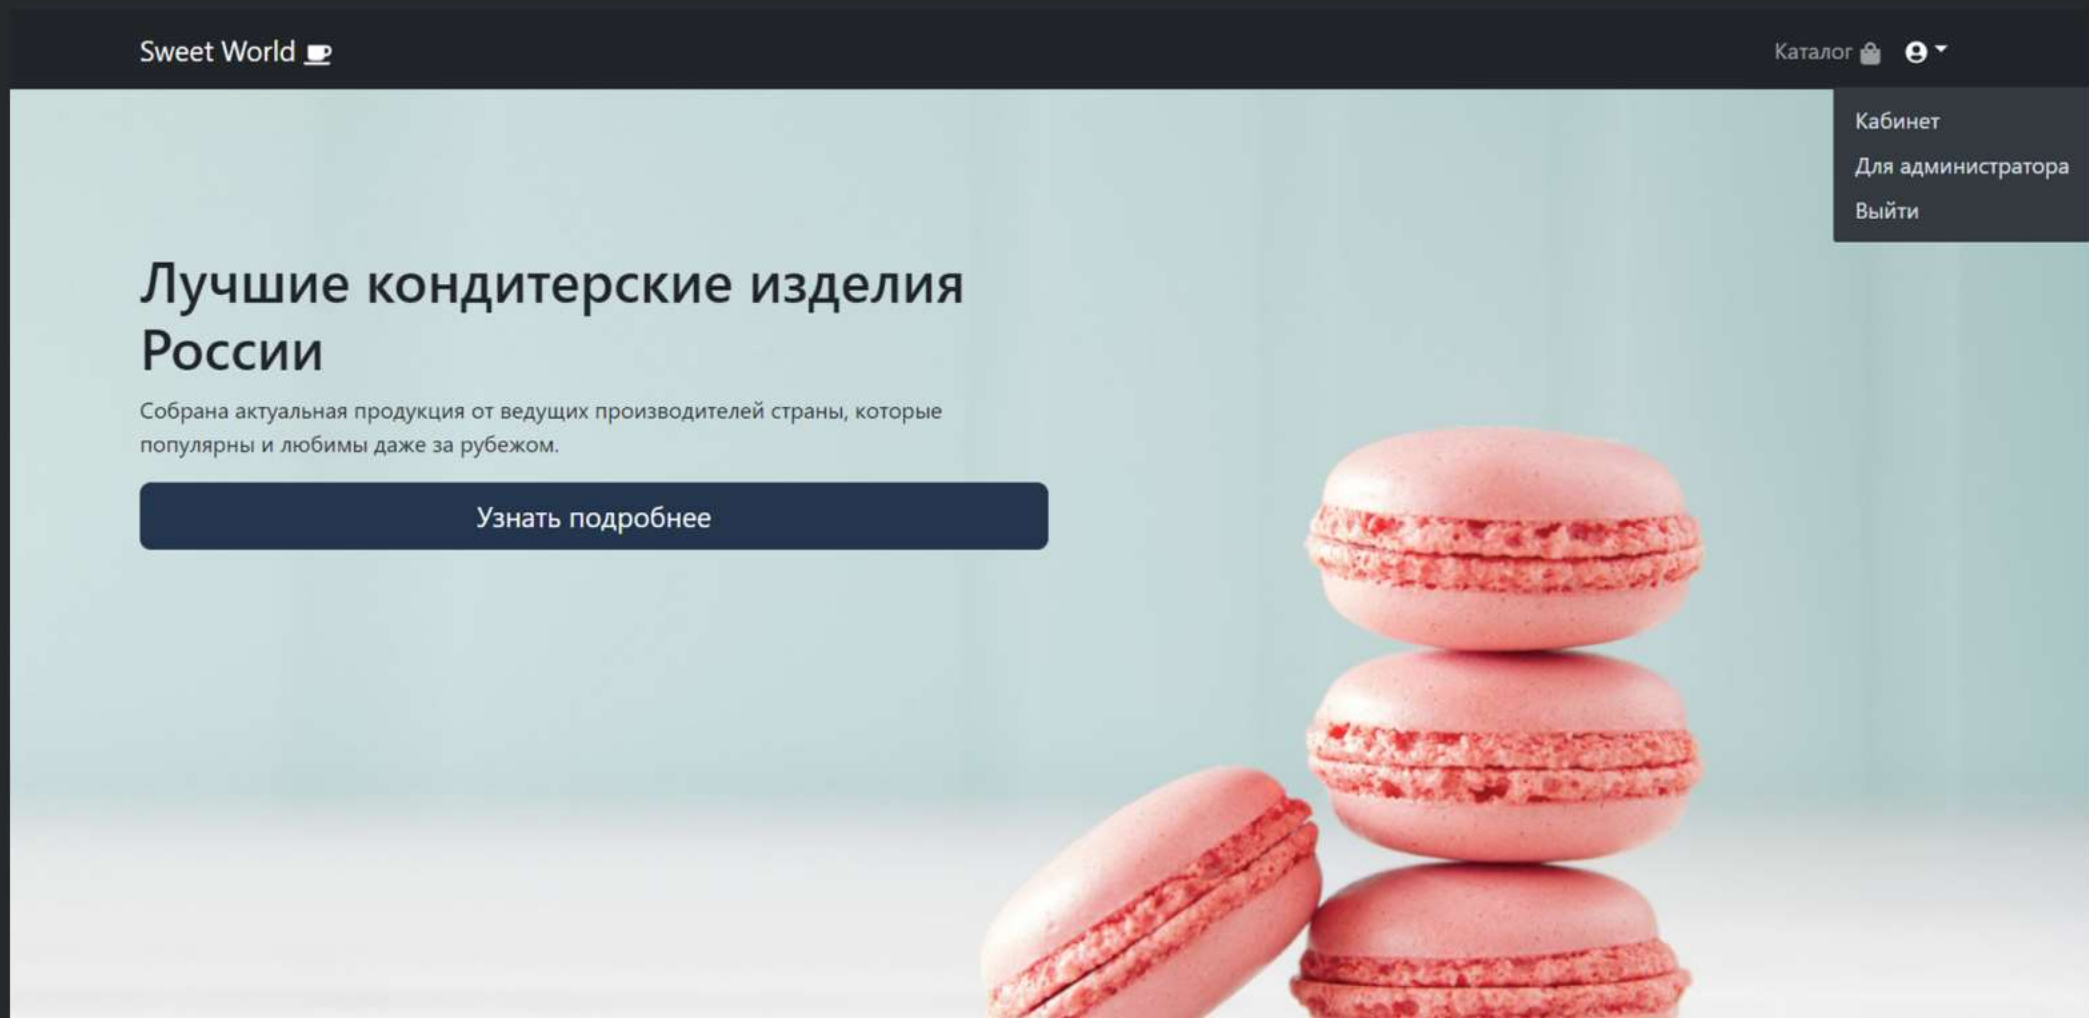 Sweet World
Каталог
Кабинет
Для администратора
Выйти
Лучшие кондитерские изделия
России
Собрана актуальная продукция от ведущих производителей страны, которые
популярны и любимы даже за рубежом.
Узнать подробнее